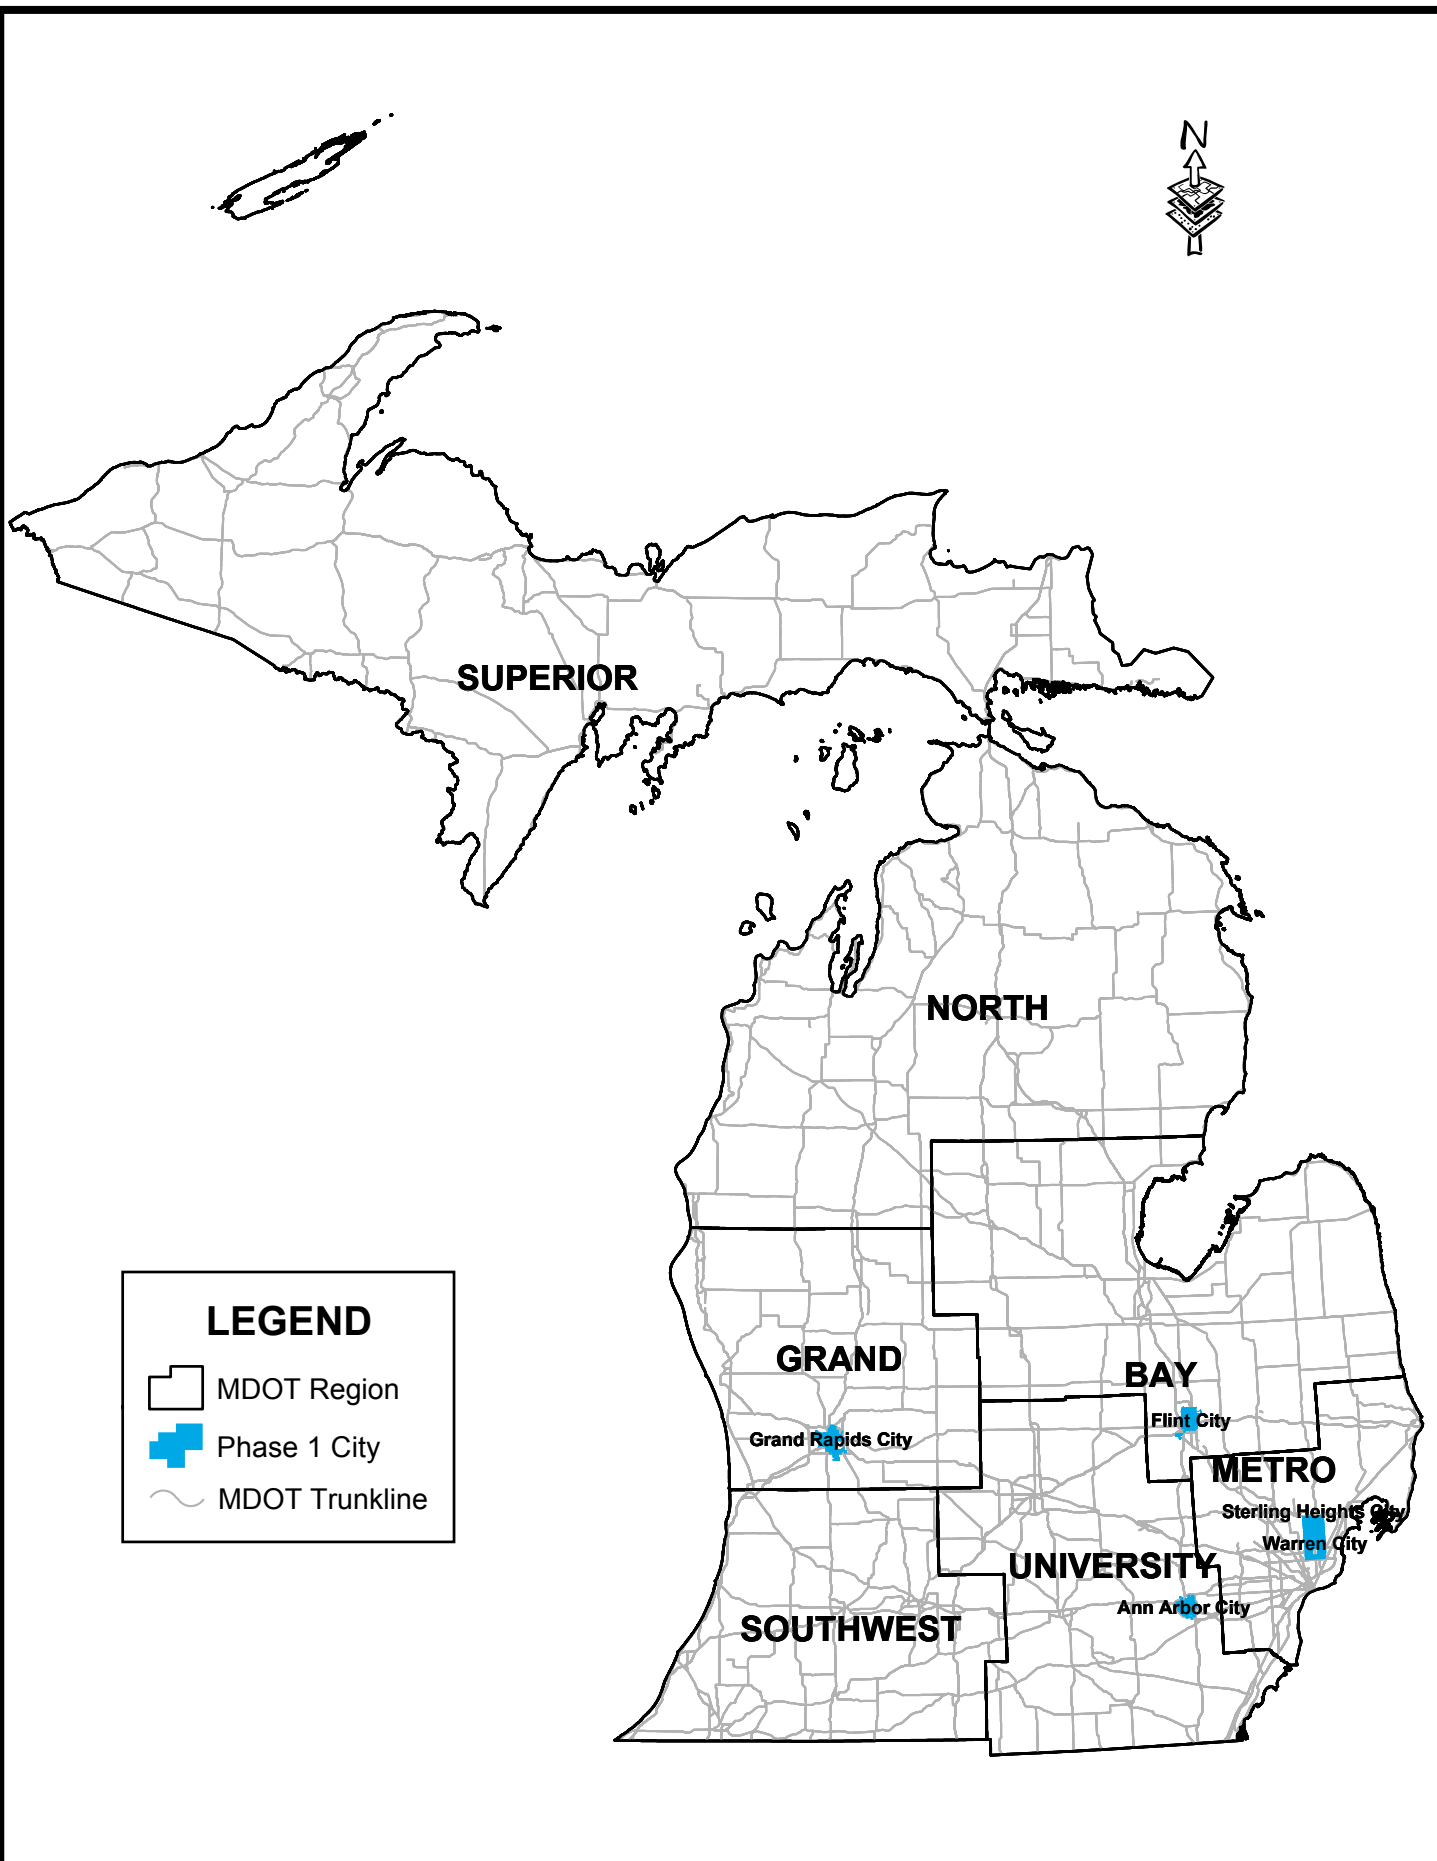 N
SUPERIOR
NORTH
LEGEND
MDOT Region
Phase 1 City
MDOT Trunkline
GRAND
Grand Rapids City
BAY
Flint City
METRO
Sterling Heights City
Warren City
UNIVERSITY
Ann Arbor City
SOUTHWEST